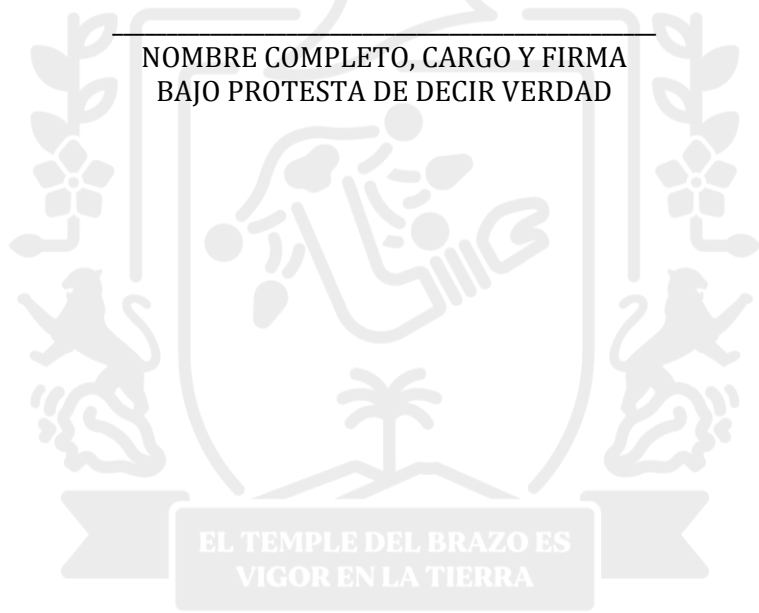 NOMBRE COMPLETO, CARGO Y FIRMA
BAJO PROTESTA DE DECIR VERDAD
EL TEMPLE DEL BRAZO ES
VIGOR EN LA TIERRA